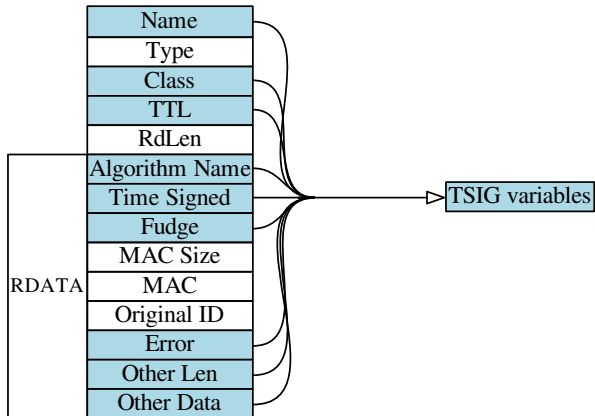 Name
Type
Class
TTL
RdLen
Algorithm Name
Time Signed
TSIG variables
Fudge
MAC Size
RDATA
MAC
Original ID
Error
Other Len
Other Data